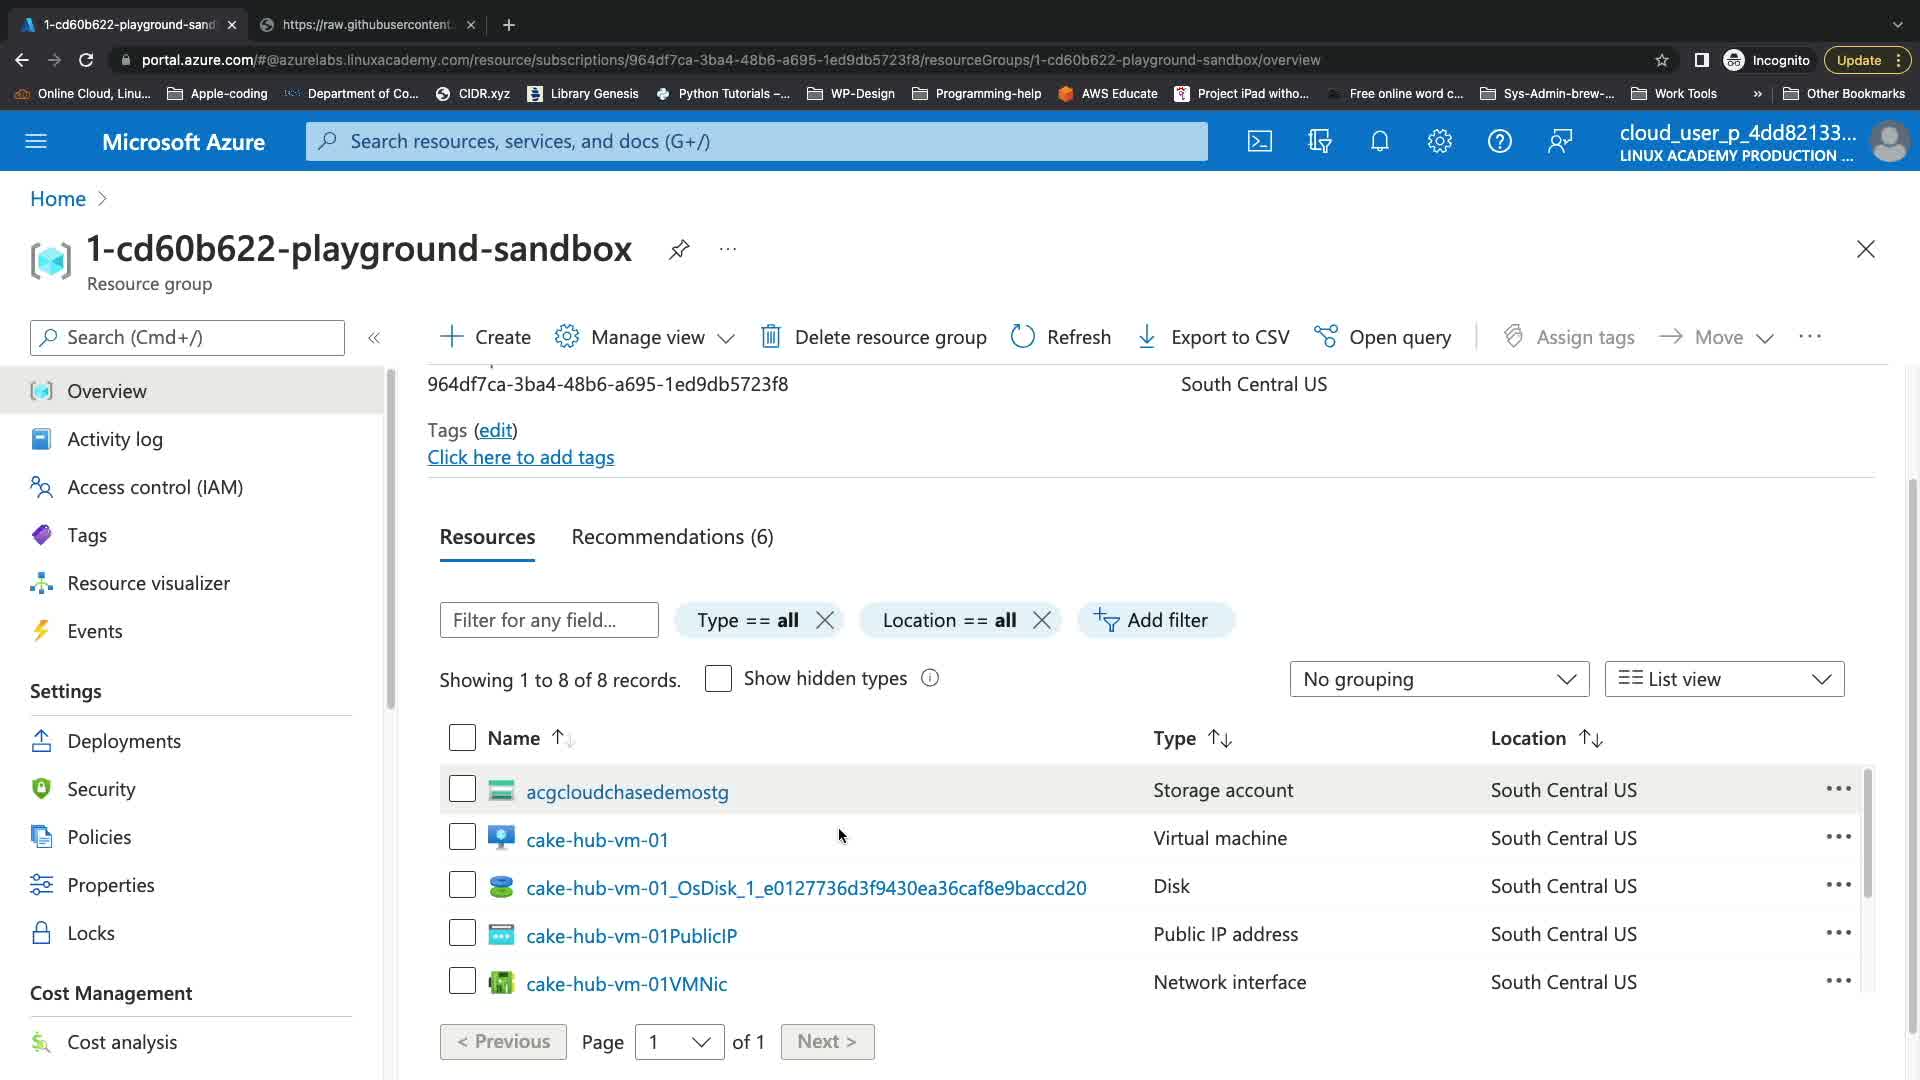 1-cd60b622-playground-sand
https://raw.githubusercontent.
portal.azure.com/#@azurelabs.linuxacademy.com/resource/subscriptions/964df7ca-3ba4-48b6-a695-1ed9db5723f8/resourceGroups/1-cd60b622-playground-sandbox/overview
Incognito
Update
Online Cloud, Linu...
Apple-coding
Department of Co...
CIDR.xyz
Library Genesis
Python Tutorials –...
WP-Design
Programming-help
AWS Educate
Project iPad witho...
Free online word c...
Sys-Admin-brew-...
Work Tools
»
Other Bookmarks
Microsoft Azure
Search resources, services, and docs (G+/)
cloud_user_p_4dd82133...
LINUX ACADEMY PRODUCTION ...
Home
1-cd60b622-playground-sandbox
...
Resource group
Search (Cmd+/)
«
Create
Manage view
Delete resource group
Refresh
Export to CSV
Open query
Assign tags
Move
...
Overview
Activity log
Access control (IAM)
Tags
Resource visualizer
Events
Settings
Deployments
Security
Policies
Properties
Locks
Cost Management
Cost analysis
964df7ca-3ba4-48b6-a695-1ed9db5723f8
South Central US
Tags (edit)
Click here to add tags
Resources
Recommendations (6)
Filter for any field...
Type == all
Location == all
Add filter
Showing 1 to 8 of 8 records.
Show hidden types
No grouping
List view
Name
Type
Location
acgcloudchasedemostg
Storage account
South Central US
cake-hub-vm-01
Virtual machine
South Central US
cake-hub-vm-01_OsDisk_1_e0127736d3f9430ea36caf8e9baccd20
Disk
South Central US
cake-hub-vm-01PublicIP
Public IP address
South Central US
cake-hub-vm-01VMNic
Network interface
South Central US
< Previous
Page
1
of 1
Next >